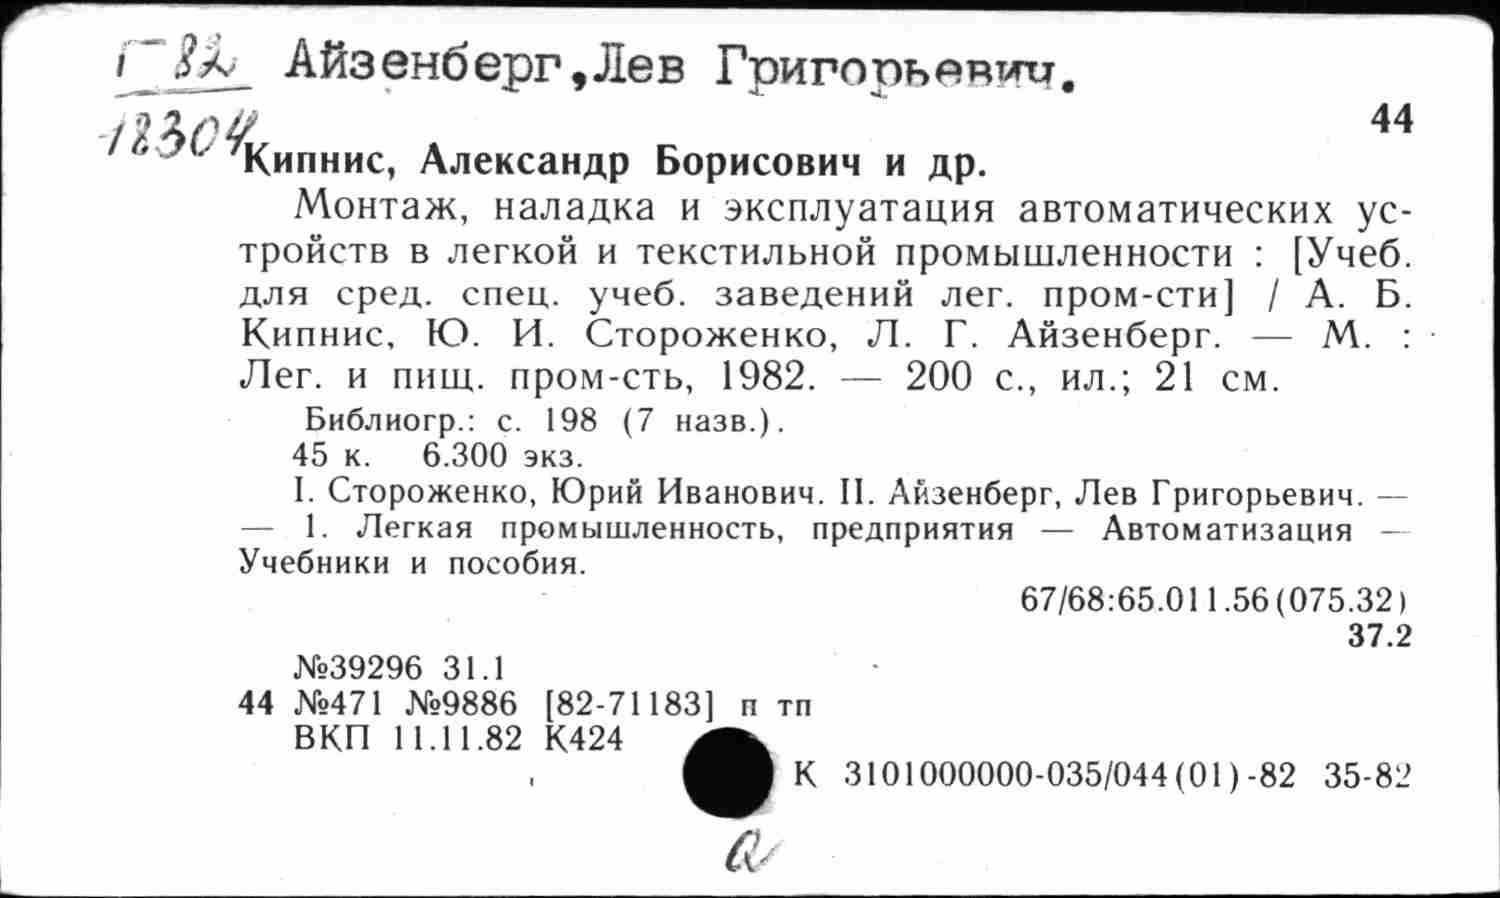 Г-82 Айзенберг,Лев Григорьевич.
18304
44
Кипнис, Александр Борисович и др.
Монтаж, наладка и эксплуатация автоматических ус-
тройств в легкой и текстильной промышленности : [Учеб.
для сред. спец. учеб. заведений лег. пром-сти] / А. Б.
Кипнис, Ю. И. Стороженко, Л. Г. Айзенберг. — М. :
Лег. и пищ. пром-сть, 1982. — 200 с., ил.; 21 см.
Библиогр.: с. 198 (7 назв.).
45 к. 6.300 экз.
I. Стороженко, Юрий Иванович. II. Айзенберг, Лев Григорьевич. —
— 1. Легкая промышленность, предприятия — Автоматизация —
Учебники и пособия.
67/68:65.011.56(075.32)
37.2
№39296 31.1
44 №471 №9886 [82-71183] п тп
ВКП 11.11.82 К424
К 3101000000-035/044(01)-82 35-82